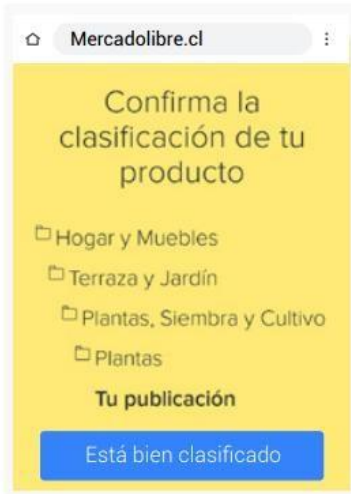 Mercadolibre.cl
Confirma la
clasificación de tu
producto
Hogar y Muebles
Terraza y Jardín
Plantas, Siembra y Cultivo
Plantas
Tu publicación
Está bien clasificado